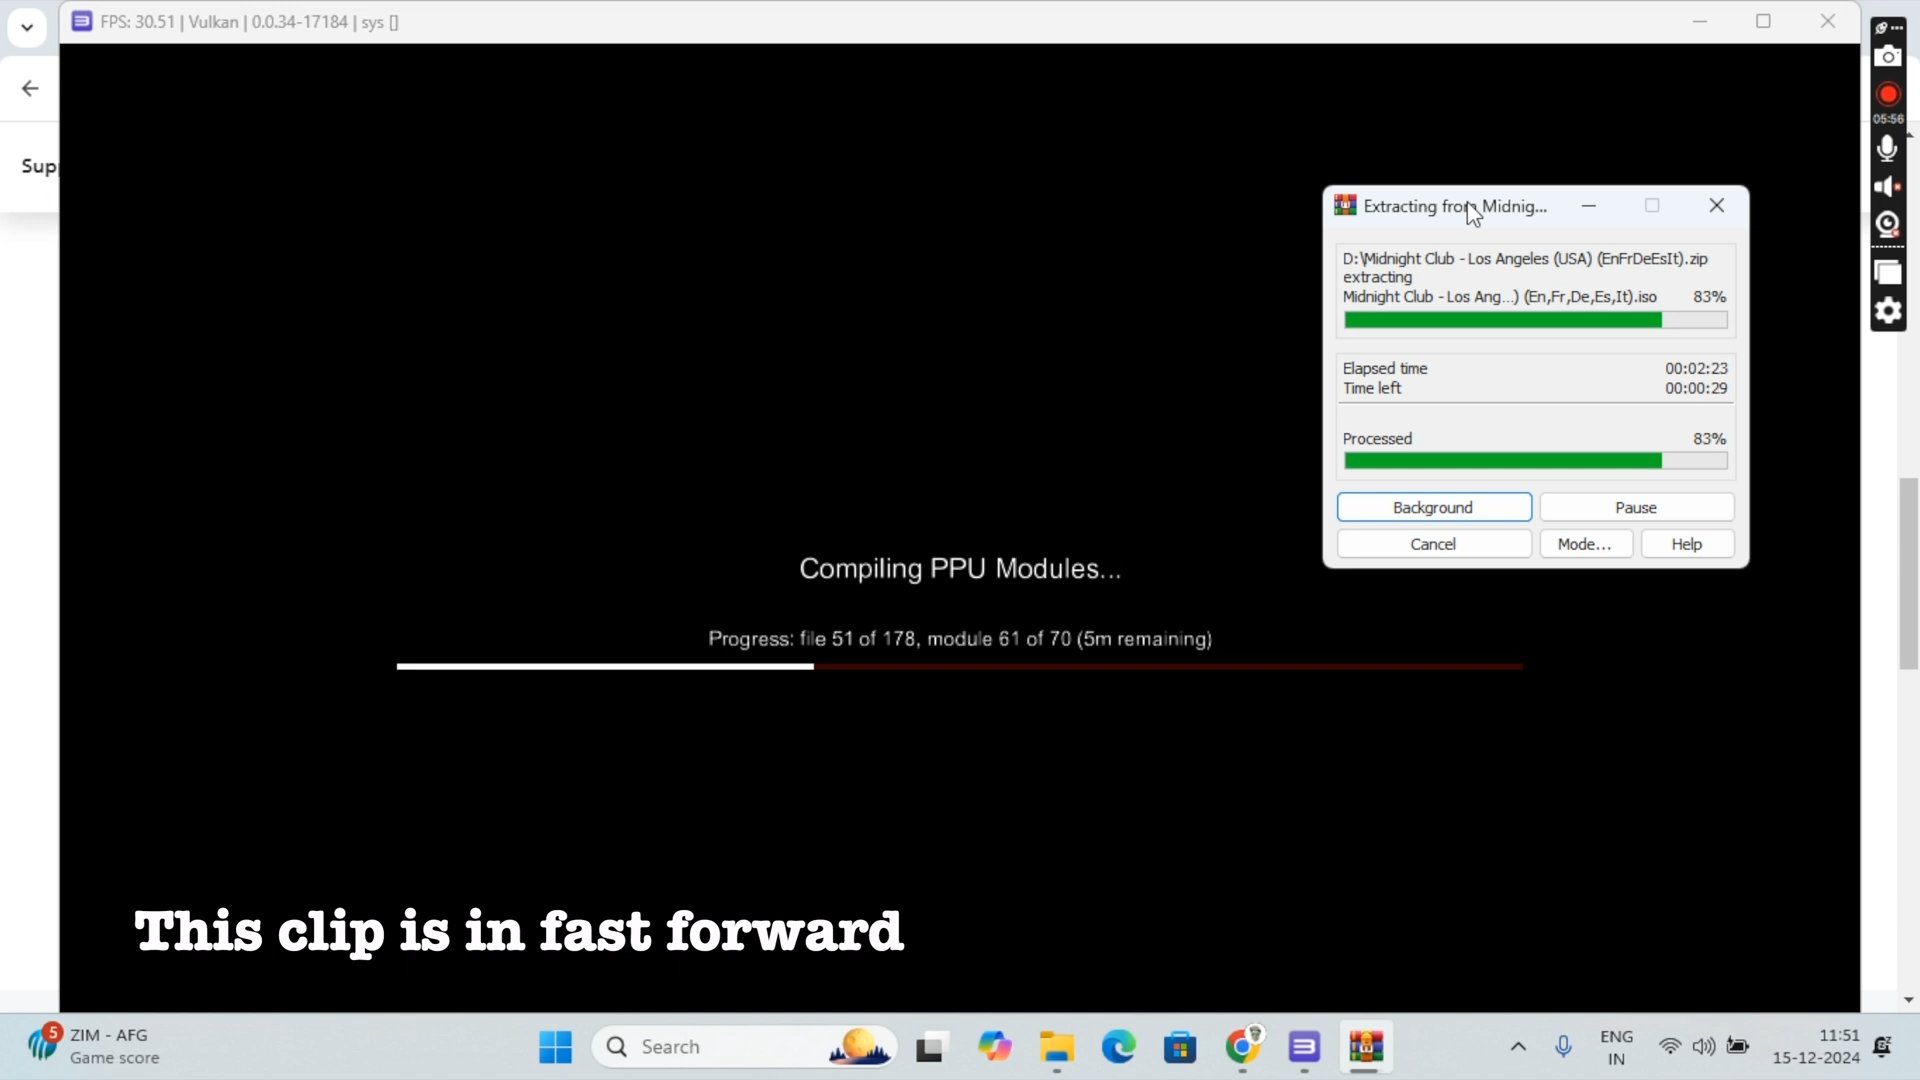 FPS: 30.51 | Vulkan | 0.0.34-17184 | sys []
05:56
Supp
Extracting from Midnig...
D:\Midnight Club - Los Angeles (USA) (EnFrDeEsIt).zip
extracting
Midnight Club - Los Ang...) (En,Fr,De,Es,It).iso 83%
Elapsed time 00:02:23
Time left 00:00:29
Processed 83%
Background Pause
Cancel Mode... Help
Compiling PPU Modules...
Progress: file 51 of 178, module 61 of 70 (5m remaining)
This clip is in fast forward
5
ZIM - AFG
Game score
Search
ENG
IN
11:51
15-12-2024